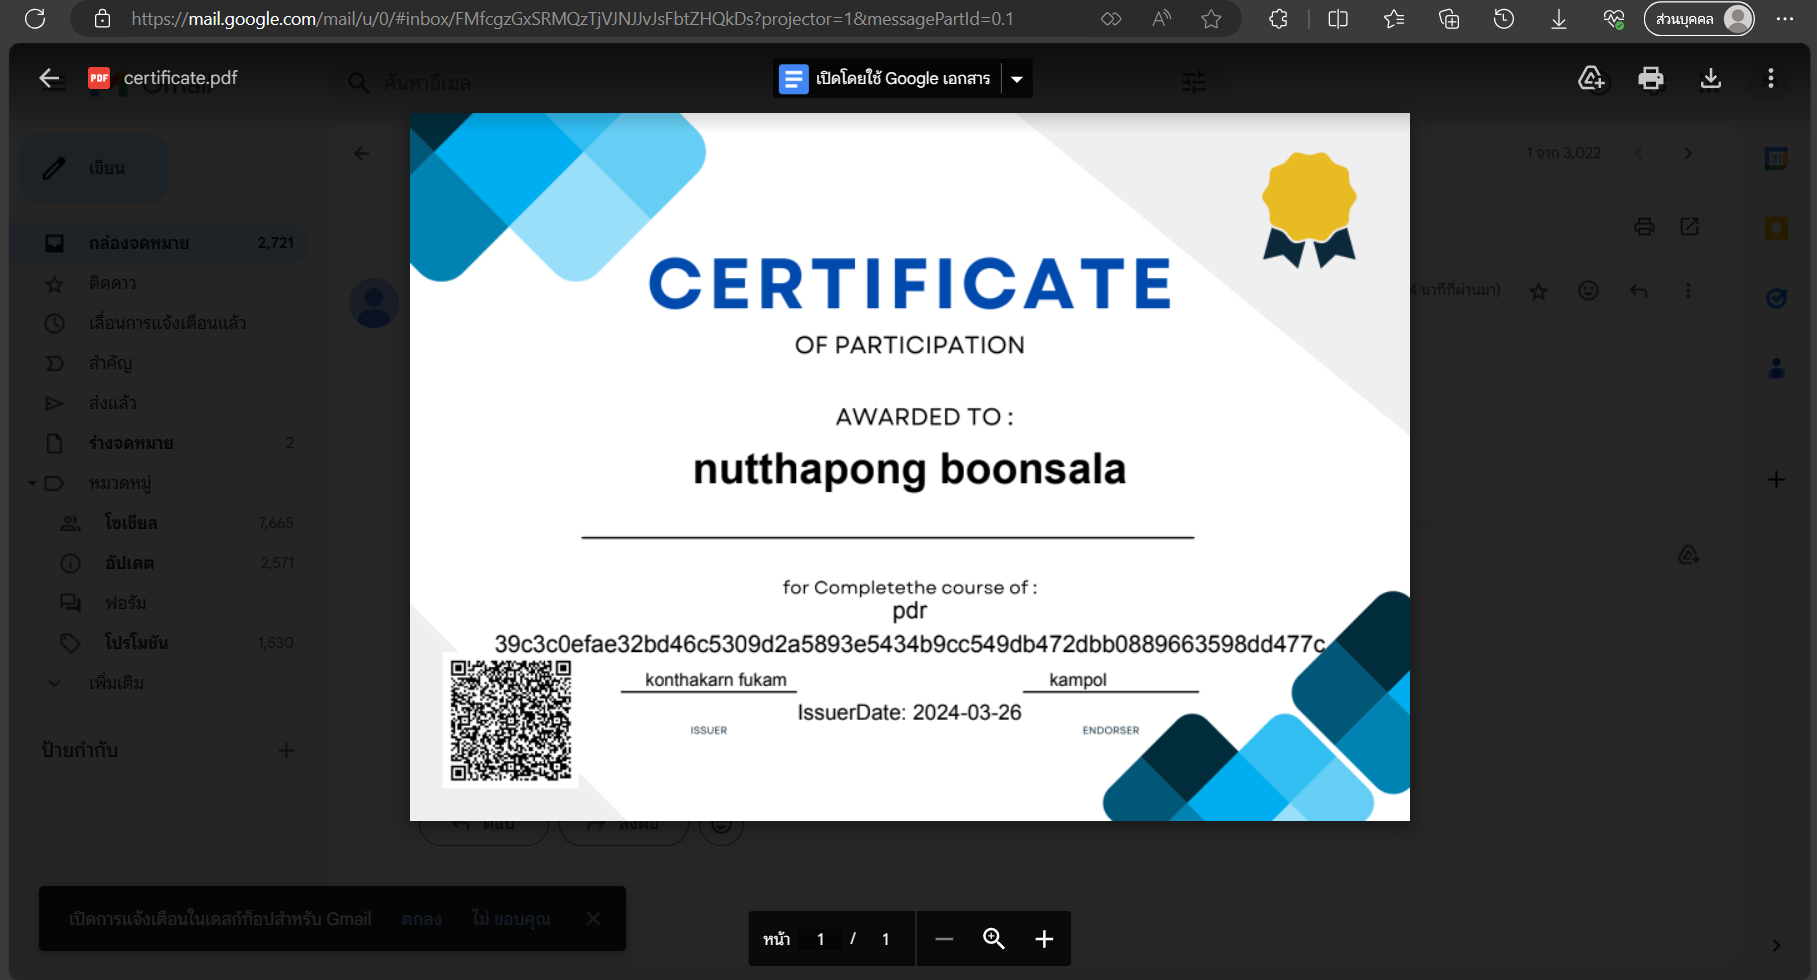 https://mail.google.com/mail/u/0/#inbox/FMfcgzGxSRMQzTjVJNJJvJsFbtZHQkDs?projector=1&messagePartId=0.1
ส่วนบุคคล
PDF certificate.pdf
ค้นหาอีเมล
เปิดโดยใช้ Google เอกสาร
เขียน
1 จาก 3,022
กล่องจดหมาย 2,721
ติดดาว
เลื่อนการแจ้งเตือนแล้ว
สำคัญ
ส่งแล้ว
ร่างจดหมาย 2
หมวดหมู่
โซเชียล 7,665
อัปเดต 2,571
ฟอรัม
โปรโมชัน 1,530
เพิ่มเติม
ป้ายกำกับ
4 นาทีที่ผ่านมา)
31
CERTIFICATE
OF PARTICIPATION
AWARDED TO :
nutthapong boonsala
for Completethe course of :
pdr
39c3c0efae32bd46c5309d2a5893e5434b9cc549db472dbb0889663598dd477c
konthakarn fukam
kampol
IssuerDate: 2024-03-26
ISSUER
ENDORSER
ตอบ
ส่งต่อ
เปิดการแจ้งเตือนในเดสก์ท็อปสำหรับ Gmail ตกลง ไม่ ขอบคุณ
หน้า 1 / 1